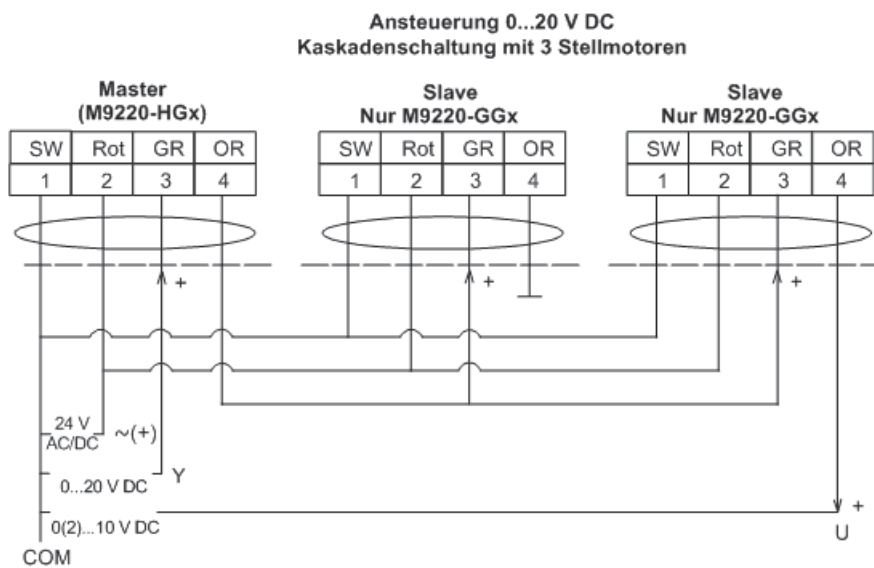 Ansteuerung 0...20 V DC
Kaskadenschaltung mit 3 Stellmotoren
Master
(M9220-HGx)
Slave
Nur M9220-GGx
Slave
Nur M9220-GGx
SW Rot GR OR
1 2 3 4
SW Rot GR OR
1 2 3 4
SW Rot GR OR
1 2 3 4
+
+
+
24 V
AC/DC
~(+)
Y
0...20 V DC
0(2)...10 V DC
+
U
COM